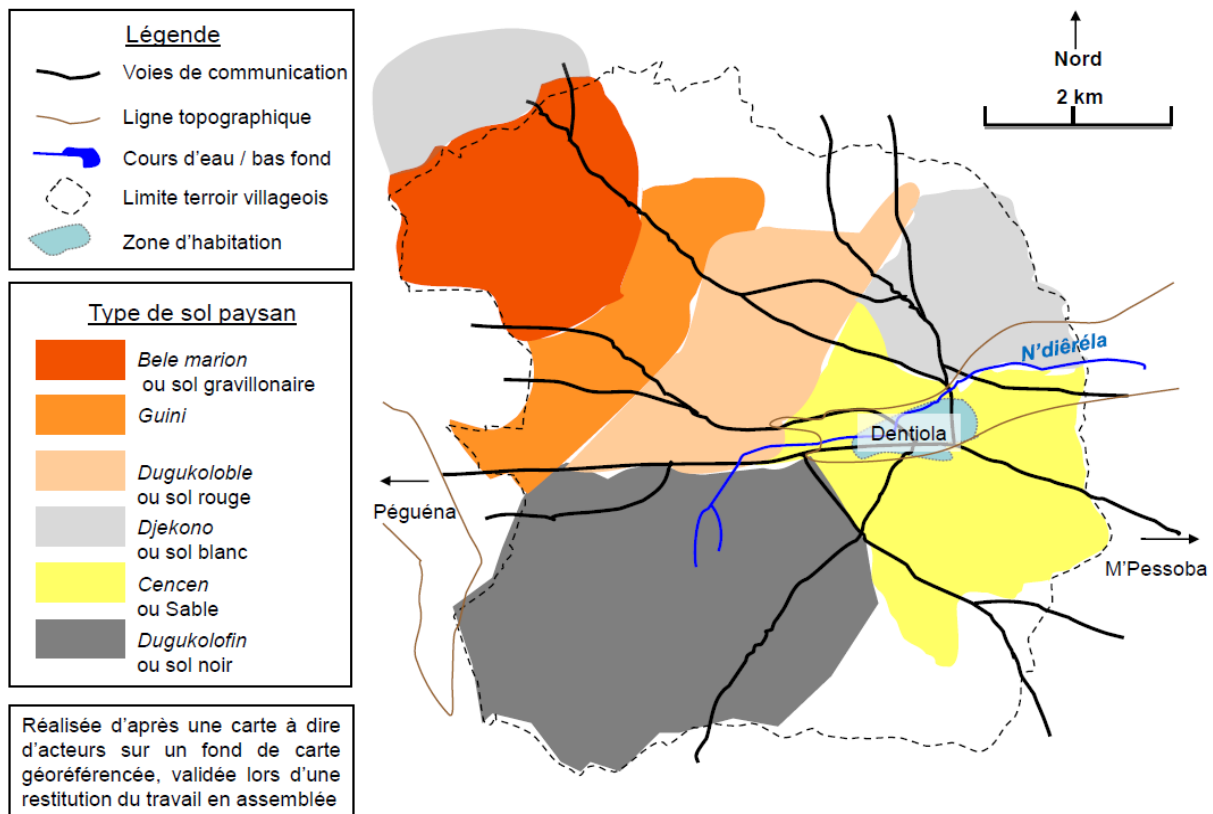 Légende
Voies de communication
Ligne topographique
Cours d'eau / bas fond
Limite terroir villageois
Zone d'habitation
Type de sol paysan
Bele marion
ou sol gravillonaire
Guini
Dugukoloble
ou sol rouge
Djekono
ou sol blanc
Cencen
ou Sable
Dugukolofin
ou sol noir
Réalisée d'après une carte à dire
d'acteurs sur un fond de carte
géoréférencée, validée lors d'une
restitution du travail en assemblée
Nord
2 km
N'diêréla
Dentiola
Péguéna
M'Pessoba